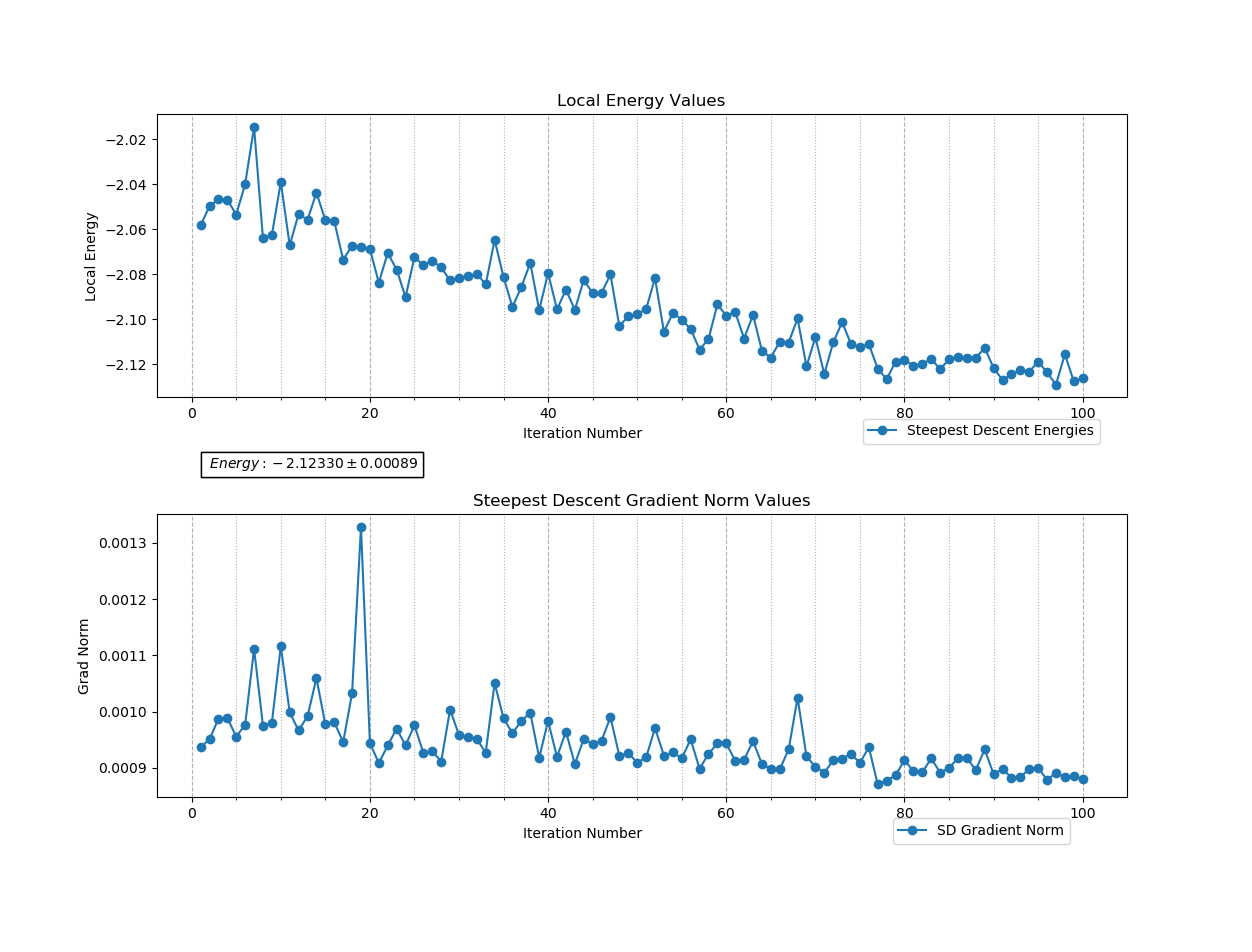 Local Energy Values
Local Energy
−2.02
−2.04
−2.06
−2.08
−2.10
−2.12
0 20 40 60 80 100
Iteration Number
Steepest Descent Energies
Energy : − 2.12330 ± 0.00089
Steepest Descent Gradient Norm Values
Grad Norm
0.0013
0.0012
0.0011
0.0010
0.0009
0 20 40 60 80 100
Iteration Number
SD Gradient Norm